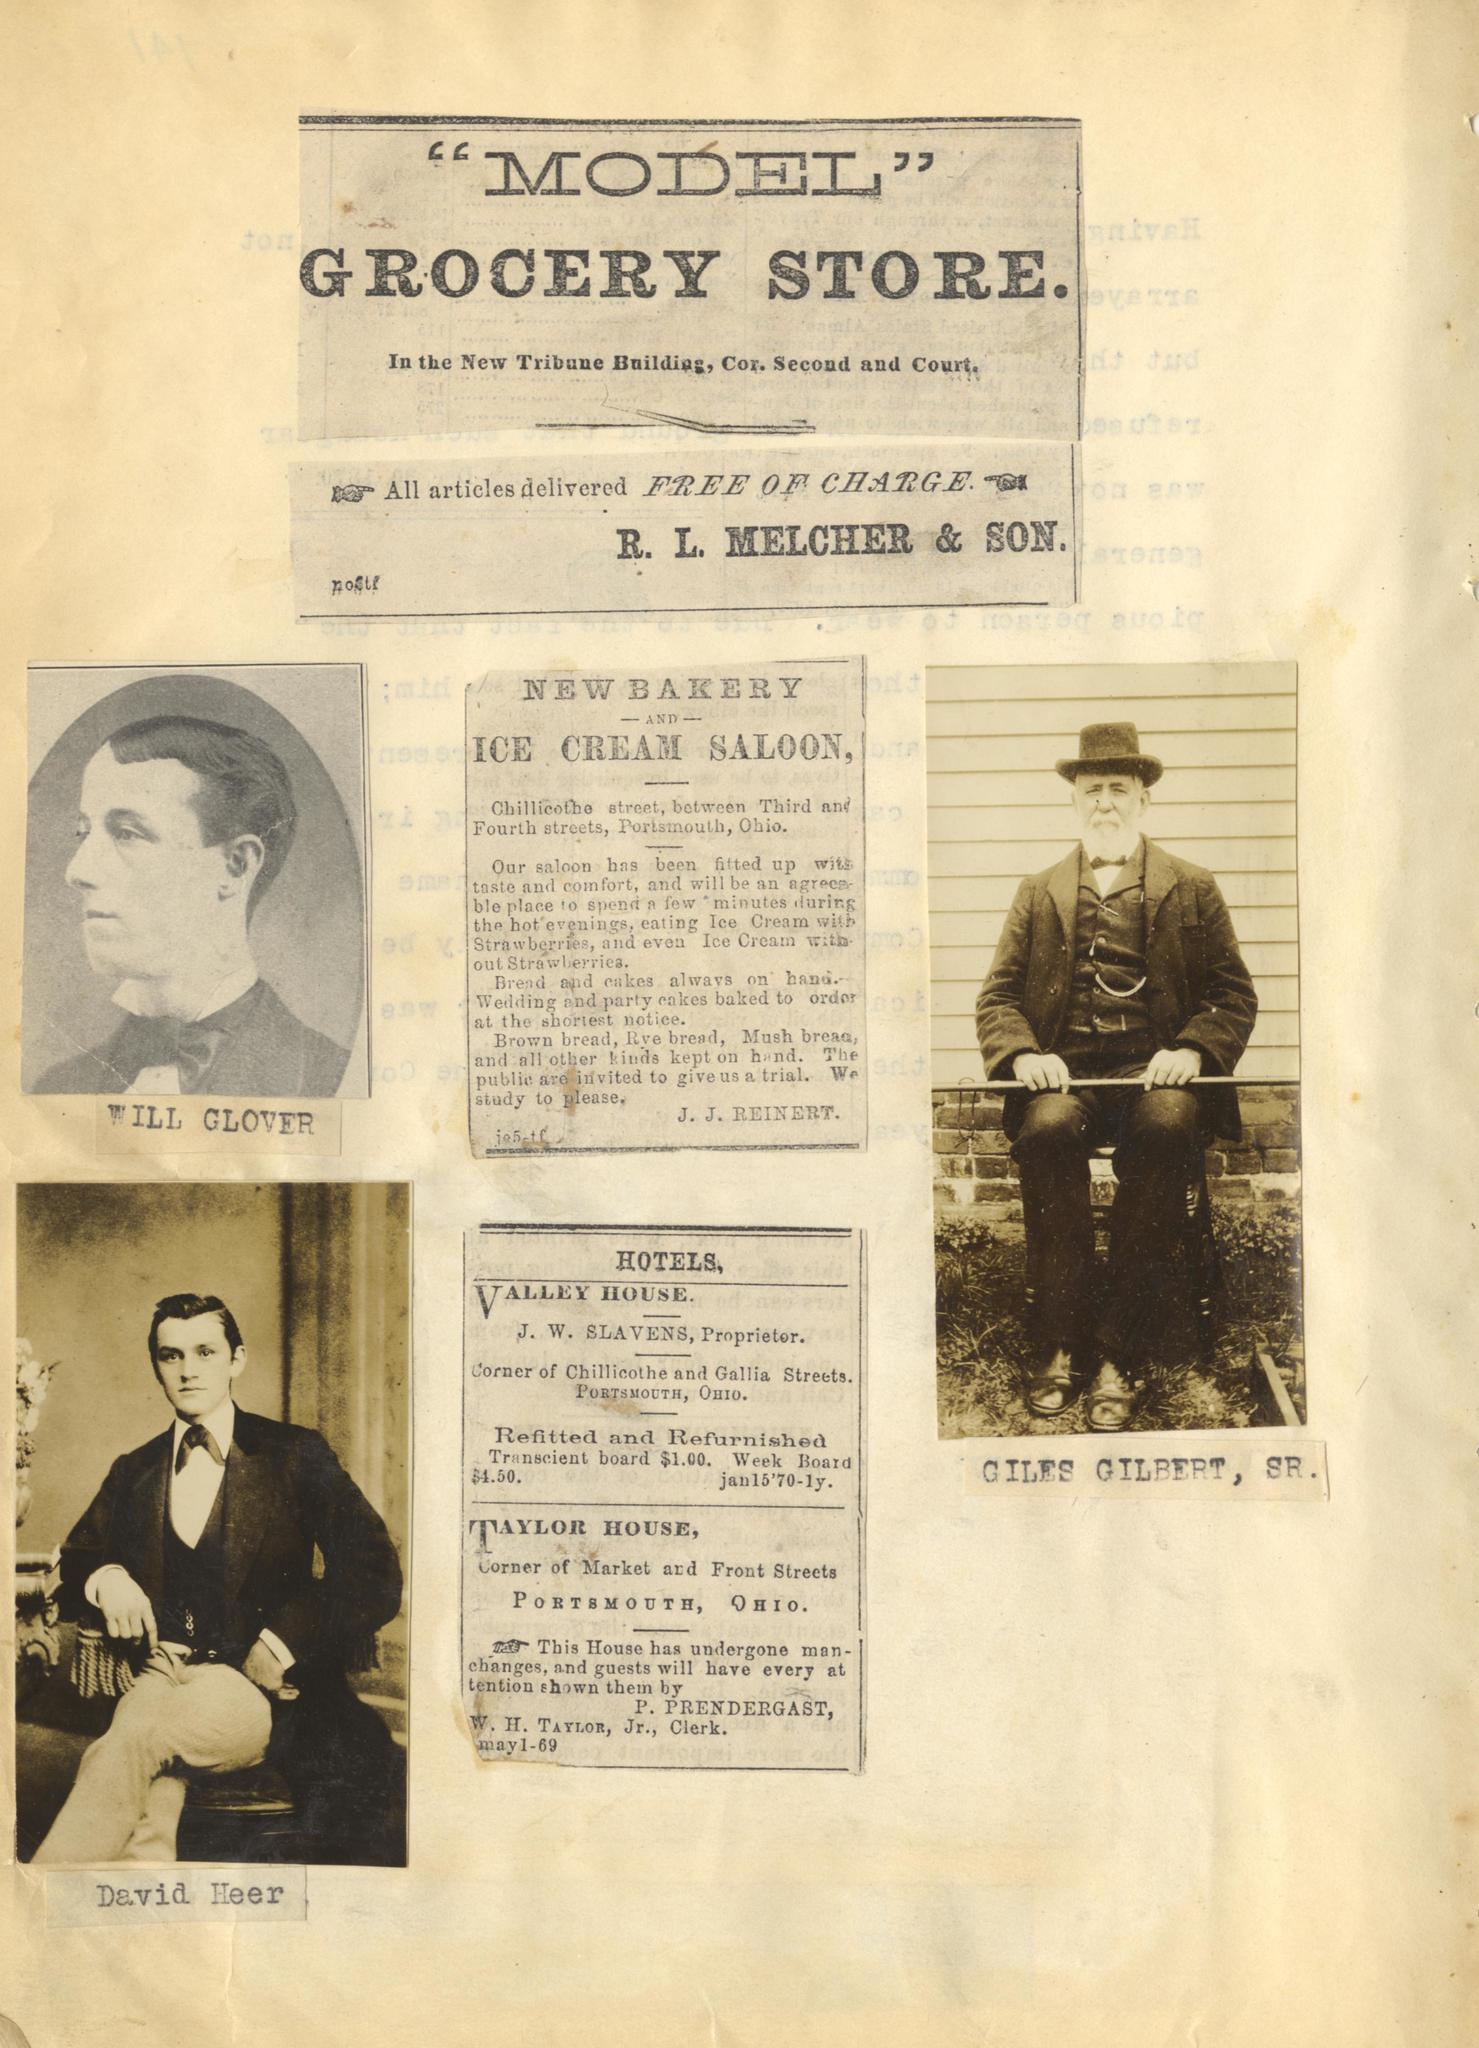 “MODEL”
GROCERY STORE.
In the New Tribune Building, Cor. Second and Court.
All articles delivered FREE OF CHARGE.
R. L. MELCHER & SON.
WILL GLOVER
NEW BAKERY
— AND —
ICE CREAM SALOON,
Chillicothe street, between Third and
Fourth streets, Portsmouth, Ohio.
Our saloon has been fitted up with
taste and comfort, and will be an agreea-
ble place to spend a few minutes during
the hot evenings, eating Ice Cream with
Strawberries, and even Ice Cream with-
out Strawberries.
Bread and cakes always on hand.-
Wedding and party cakes baked to order
at the shortest notice.
Brown bread, Rye bread, Mush bread,
and all other kinds kept on hand. The
public are invited to give us a trial. We
study to please.
J. J. REINERT.
je5-tf
GILES GILBERT, SR.
HOTELS,
VALLEY HOUSE.
J. W. SLAVENS, Proprietor.
Corner of Chillicothe and Gallia Streets.
PORTSMOUTH, OHIO.
Refitted and Refurnished
Transcient board $1.00. Week Board
$4.50. jan15'70-1y.
TAYLOR HOUSE,
Corner of Market and Front Streets
PORTSMOUTH, OHIO.
This House has undergone man-
changes, and guests will have every at
tention shown them by
P. PRENDERGAST,
W. H. TAYLOR, Jr., Clerk.
may1-69
David Heer